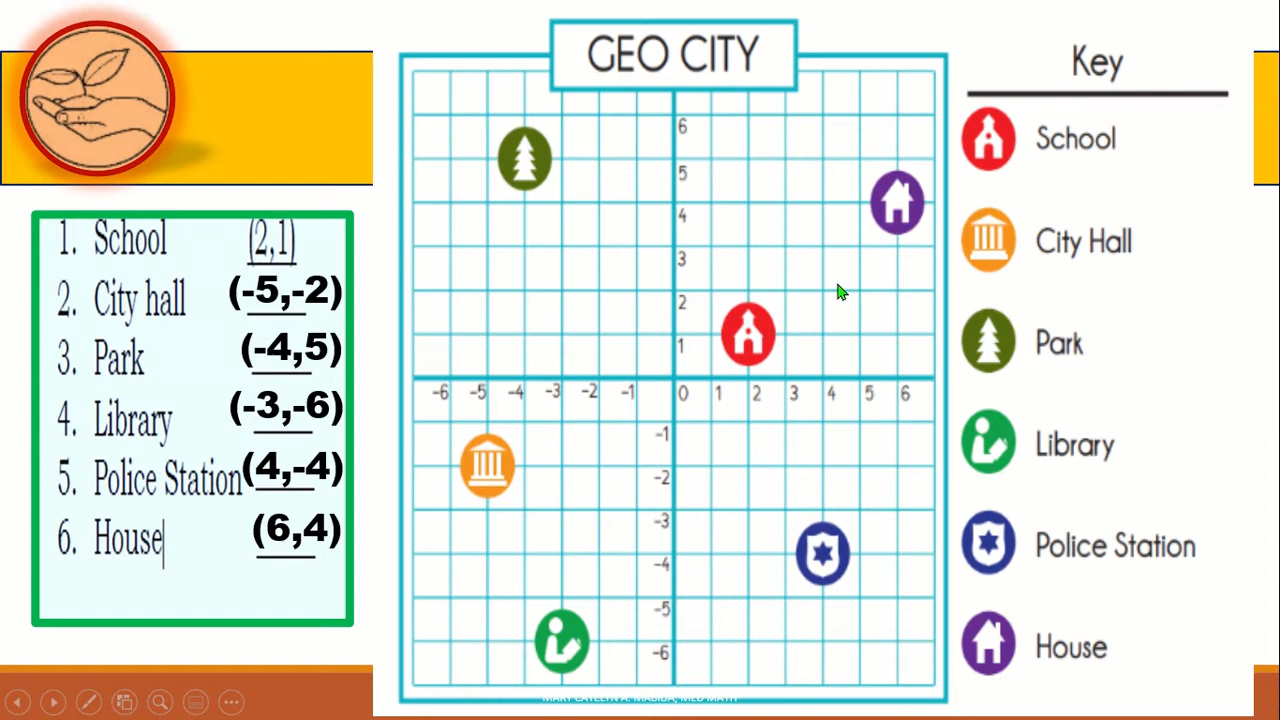 GEO CITY
Key
School
City Hall
Park
Library
Police Station
House
1. School (2,1)
2. City hall (-5,-2)
3. Park (-4,5)
4. Library (-3,-6)
5. Police Station (4,-4)
6. House (6,4)
6
5
4
3
2
1
-6 -5 -4 -3 -2 -1 0 1 2 3 4 5 6
-1
-2
-3
-4
-5
-6